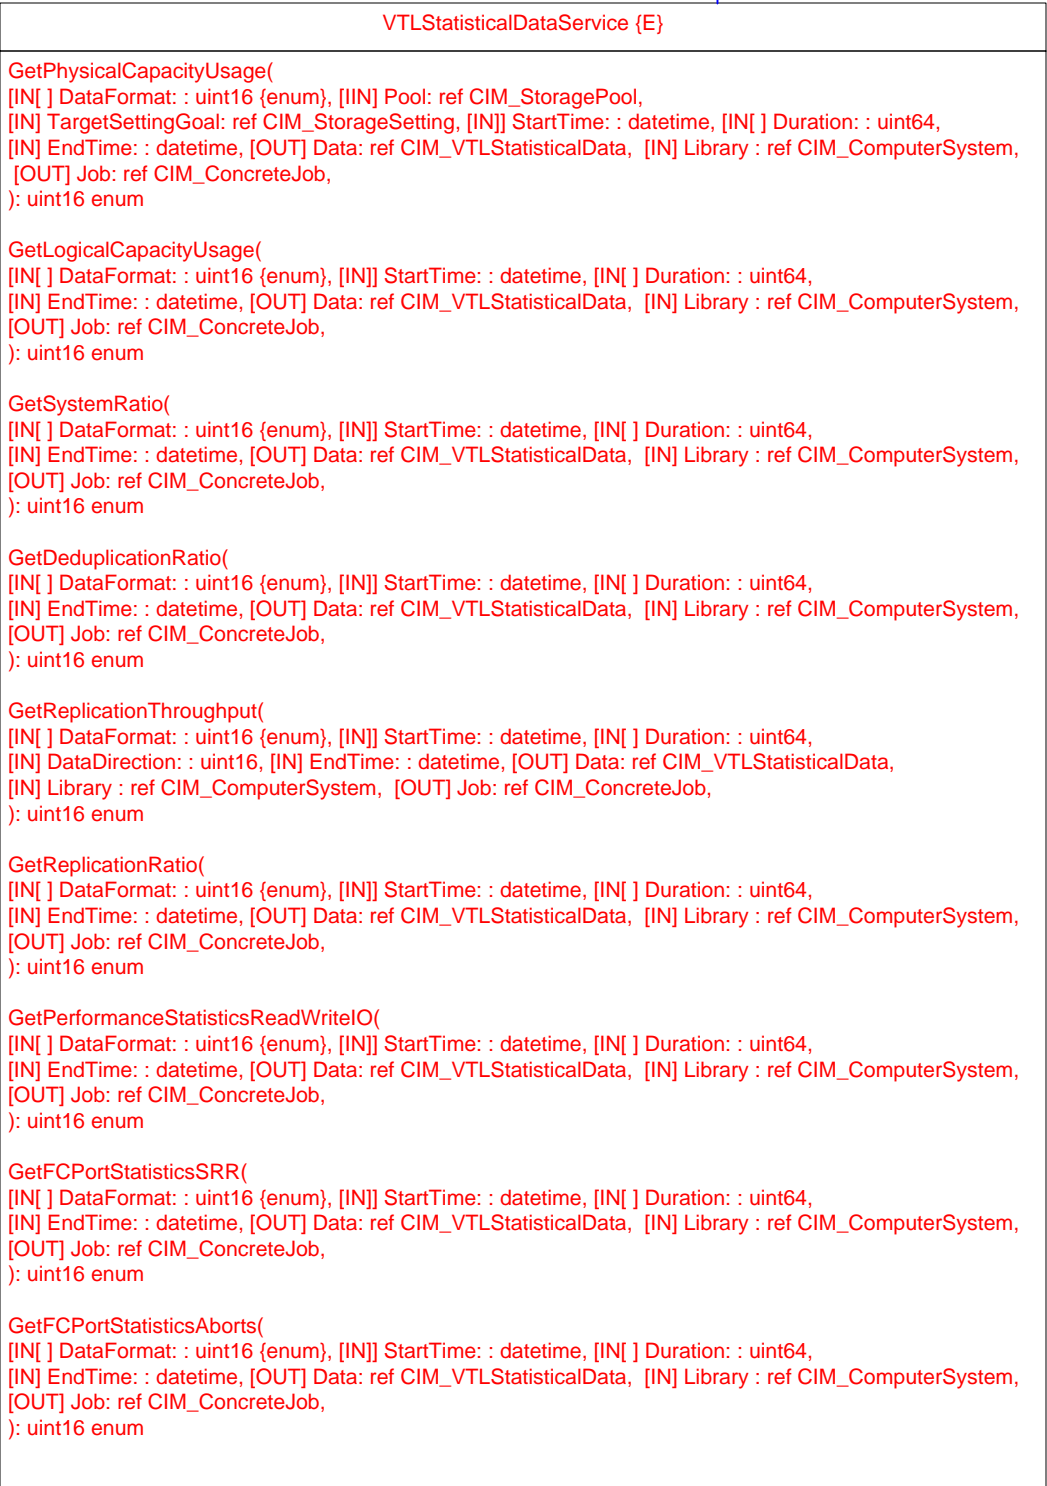 VTLStatisticalDataService {E}
GetPhysicalCapacityUsage(
[IN[ ] DataFormat: : uint16 {enum}, [IIN] Pool: ref CIM_StoragePool,
[IN] TargetSettingGoal: ref CIM_StorageSetting, [IN]] StartTime: : datetime, [IN[ ] Duration: : uint64,
[IN] EndTime: : datetime, [OUT] Data: ref CIM_VTLStatisticalData,  [IN] Library : ref CIM_ComputerSystem,
[OUT] Job: ref CIM_ConcreteJob,
): uint16 enum
GetLogicalCapacityUsage(
[IN[ ] DataFormat: : uint16 {enum}, [IN]] StartTime: : datetime, [IN[ ] Duration: : uint64,
[IN] EndTime: : datetime, [OUT] Data: ref CIM_VTLStatisticalData,  [IN] Library : ref CIM_ComputerSystem,
[OUT] Job: ref CIM_ConcreteJob,
): uint16 enum
GetSystemRatio(
[IN[ ] DataFormat: : uint16 {enum}, [IN]] StartTime: : datetime, [IN[ ] Duration: : uint64,
[IN] EndTime: : datetime, [OUT] Data: ref CIM_VTLStatisticalData,  [IN] Library : ref CIM_ComputerSystem,
[OUT] Job: ref CIM_ConcreteJob,
): uint16 enum
GetDeduplicationRatio(
[IN[ ] DataFormat: : uint16 {enum}, [IN]] StartTime: : datetime, [IN[ ] Duration: : uint64,
[IN] EndTime: : datetime, [OUT] Data: ref CIM_VTLStatisticalData,  [IN] Library : ref CIM_ComputerSystem,
[OUT] Job: ref CIM_ConcreteJob,
): uint16 enum
GetReplicationThroughput(
[IN[ ] DataFormat: : uint16 {enum}, [IN]] StartTime: : datetime, [IN[ ] Duration: : uint64,
[IN] DataDirection: : uint16, [IN] EndTime: : datetime, [OUT] Data: ref CIM_VTLStatisticalData,
[IN] Library : ref CIM_ComputerSystem,  [OUT] Job: ref CIM_ConcreteJob,
): uint16 enum
GetReplicationRatio(
[IN[ ] DataFormat: : uint16 {enum}, [IN]] StartTime: : datetime, [IN[ ] Duration: : uint64,
[IN] EndTime: : datetime, [OUT] Data: ref CIM_VTLStatisticalData,  [IN] Library : ref CIM_ComputerSystem,
[OUT] Job: ref CIM_ConcreteJob,
): uint16 enum
GetPerformanceStatisticsReadWriteIO(
[IN[ ] DataFormat: : uint16 {enum}, [IN]] StartTime: : datetime, [IN[ ] Duration: : uint64,
[IN] EndTime: : datetime, [OUT] Data: ref CIM_VTLStatisticalData,  [IN] Library : ref CIM_ComputerSystem,
[OUT] Job: ref CIM_ConcreteJob,
): uint16 enum
GetFCPortStatisticsSRR(
[IN[ ] DataFormat: : uint16 {enum}, [IN]] StartTime: : datetime, [IN[ ] Duration: : uint64,
[IN] EndTime: : datetime, [OUT] Data: ref CIM_VTLStatisticalData,  [IN] Library : ref CIM_ComputerSystem,
[OUT] Job: ref CIM_ConcreteJob,
): uint16 enum
GetFCPortStatisticsAborts(
[IN[ ] DataFormat: : uint16 {enum}, [IN]] StartTime: : datetime, [IN[ ] Duration: : uint64,
[IN] EndTime: : datetime, [OUT] Data: ref CIM_VTLStatisticalData,  [IN] Library : ref CIM_ComputerSystem,
[OUT] Job: ref CIM_ConcreteJob,
): uint16 enum